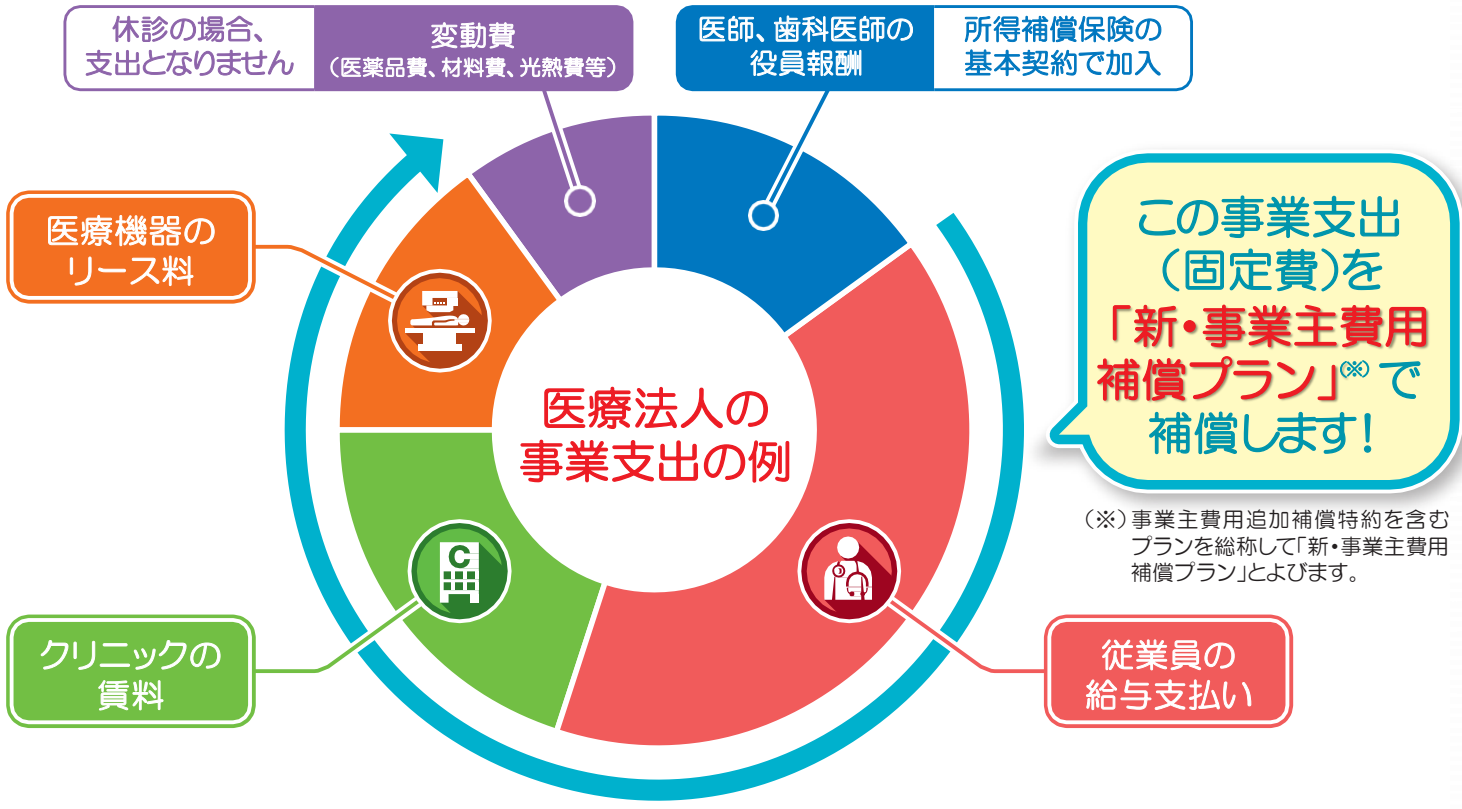 休診の場合、
支出となりません
変動費
（医薬品費、材料費、光熱費等）
医師、歯科医師の
役員報酬
所得補償保険の
基本契約で加入
医療機器の
リース料
この事業支出
（固定費）を
「新・事業主費用
補償プラン」(※)で
補償します！
医療法人の
事業支出の例
（※）事業主費用追加補償特約を含む
プランを総称して「新・事業主費用
補償プラン」とよびます。
C
クリニックの
賃料
従業員の
給与支払い